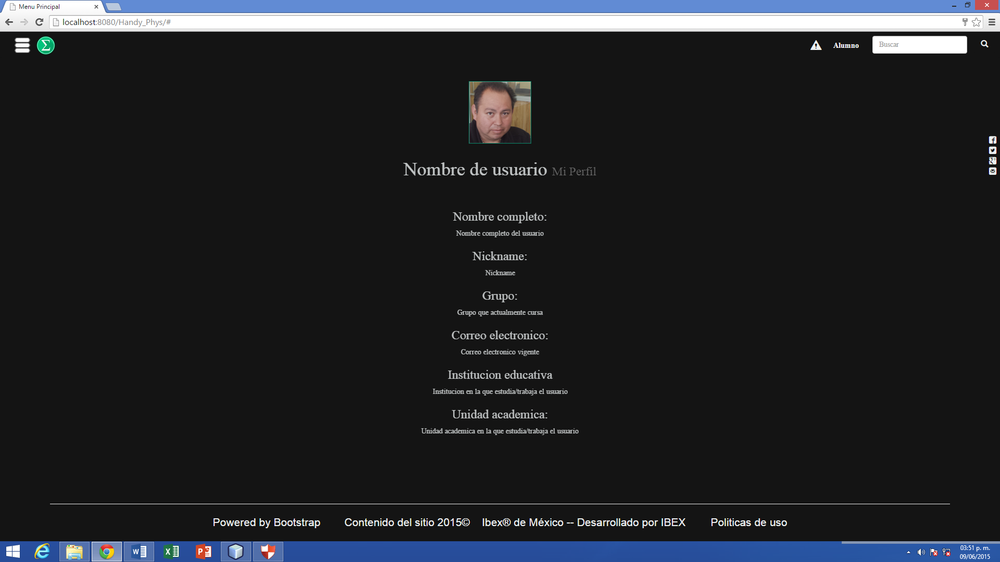 Menu Principal
localhost:8080/Handy_Phys/#
Σ
Alumno
Buscar
Nombre de usuario Mi Perfil
Nombre completo:
Nombre completo del usuario
Nickname:
Nickname
Grupo:
Grupo que actualmente cursa
Correo electronico:
Correo electronico vigente
Institucion educativa
Institucion en la que estudia/trabaja el usuario
Unidad academica:
Unidad academica en la que estudia/trabaja el usuario
Powered by Bootstrap Contenido del sitio 2015© Ibex® de México -- Desarrollado por IBEX Politicas de uso
03:51 p. m.
09/06/2015